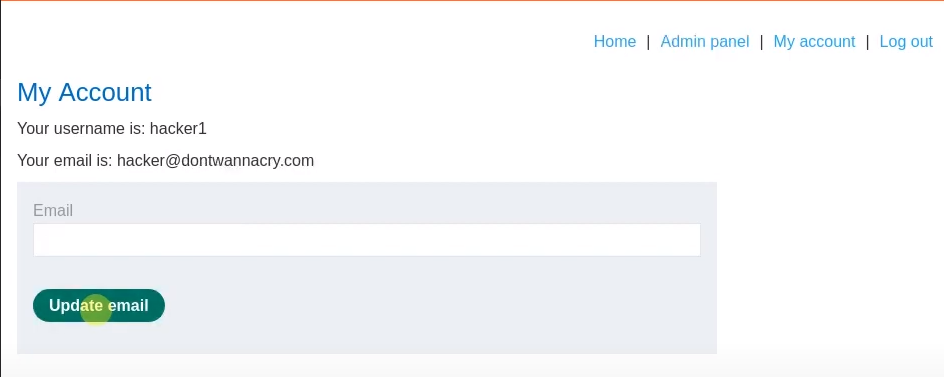 Home | Admin panel | My account | Log out
My Account
Your username is: hacker1
Your email is: hacker@dontwannacry.com
Email
Update email